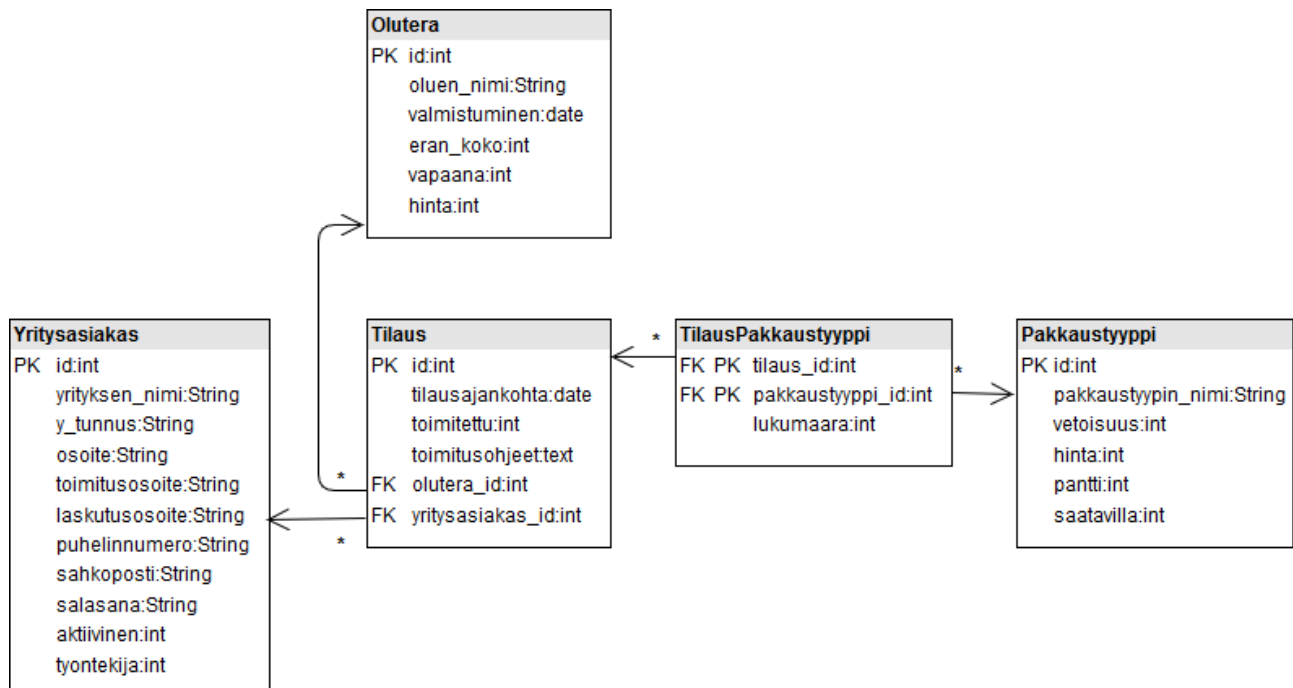 Olutera
PK id:int
oluen_nimi:String
valmistuminen:date
eran_koko:int
vapaana:int
hinta:int
Yritysasiakas
PK id:int
yrityksen_nimi:String
y_tunnus:String
osoite:String
toimitusosoite:String
laskutusosoite:String
puhelinnumero:String
sahkoposti:String
salasana:String
aktiivinen:int
tyontekija:int
*
*
Tilaus
PK id:int
tilausajankohta:date
toimitettu:int
toimitusohjeet:text
FK olutera_id:int
FK yritysasiakas_id:int
*
TilausPakkaustyyppi
FK PK tilaus_id:int
FK PK pakkaustyyppi_id:int
lukumaara:int
*
Pakkaustyyppi
PK id:int
pakkaustyypin_nimi:String
vetoisuus:int
hinta:int
pantti:int
saatavilla:int